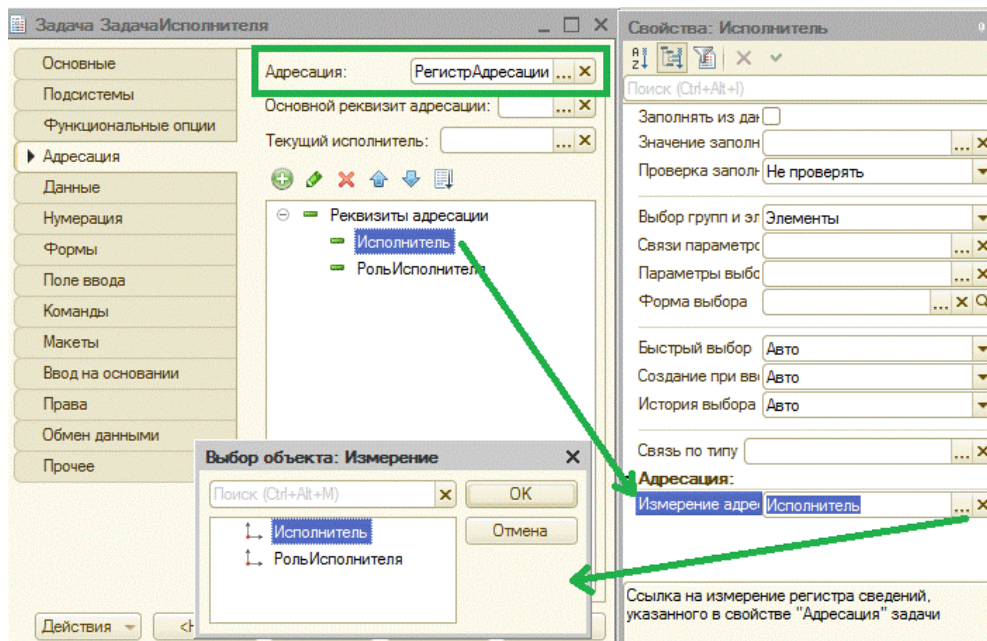 Задача ЗадачаИсполнителя
Основные
Подсистемы
Функциональные опции
Адресация
Данные
Нумерация
Формы
Поле ввода
Команды
Макеты
Ввод на основании
Права
Обмен данными
Прочее
Действия
Адресация: РегистрАдресации ...
Основной реквизит адресации: ...
Текущий исполнитель: ...
Реквизиты адресации
Исполнитель
РольИсполнителя
Выбор объекта: Измерение
Поиск (Ctrl+Alt+M)
OK
Исполнитель
Отмена
РольИсполнителя
Свойства: Исполнитель
Поиск (Ctrl+Alt+I)
Заполнять из дан
Значение заполн ...
Проверка заполн Не проверять
Выбор групп и эл Элементы
Связи параметрс ...
Параметры выбс ...
Форма выбора ...
Быстрый выбор Авто
Создание при вв Авто
История выбора Авто
Связь по типу ...
Адресация:
Измерение адре Исполнитель ...
Ссылка на измерение регистра сведений,
указанного в свойстве "Адресация" задачи